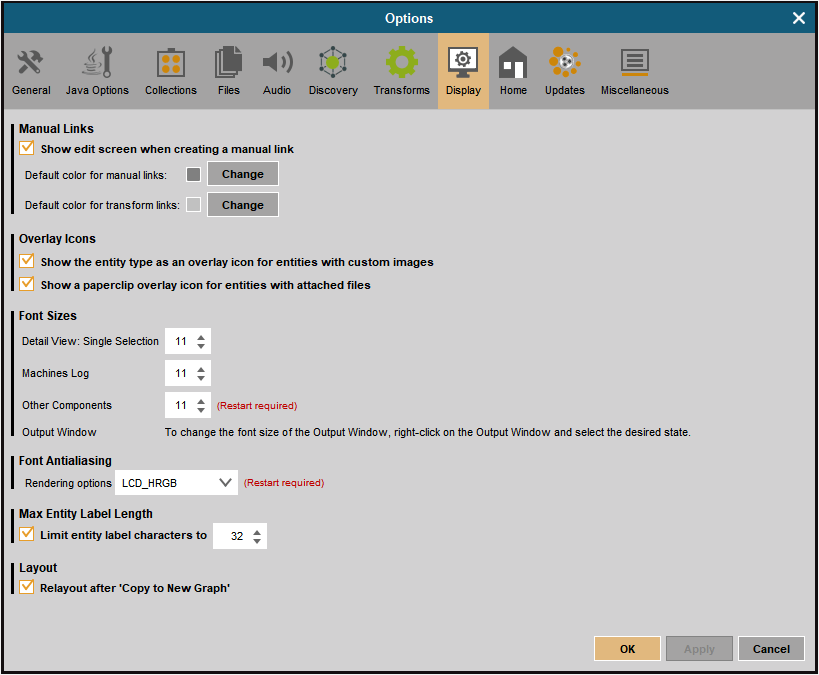 Options
General Java Options Collections Files Audio Discovery Transforms Display Home Updates Miscellaneous
Manual Links
Show edit screen when creating a manual link
Default color for manual links: Change
Default color for transform links: Change
Overlay Icons
Show the entity type as an overlay icon for entities with custom images
Show a paperclip overlay icon for entities with attached files
Font Sizes
Detail View: Single Selection 11
Machines Log 11
Other Components 11 (Restart required)
Output Window To change the font size of the Output Window, right-click on the Output Window and select the desired state.
Font Antialiasing
Rendering options LCD_HRGB (Restart required)
Max Entity Label Length
Limit entity label characters to 32
Layout
Relayout after 'Copy to New Graph'
OK Apply Cancel